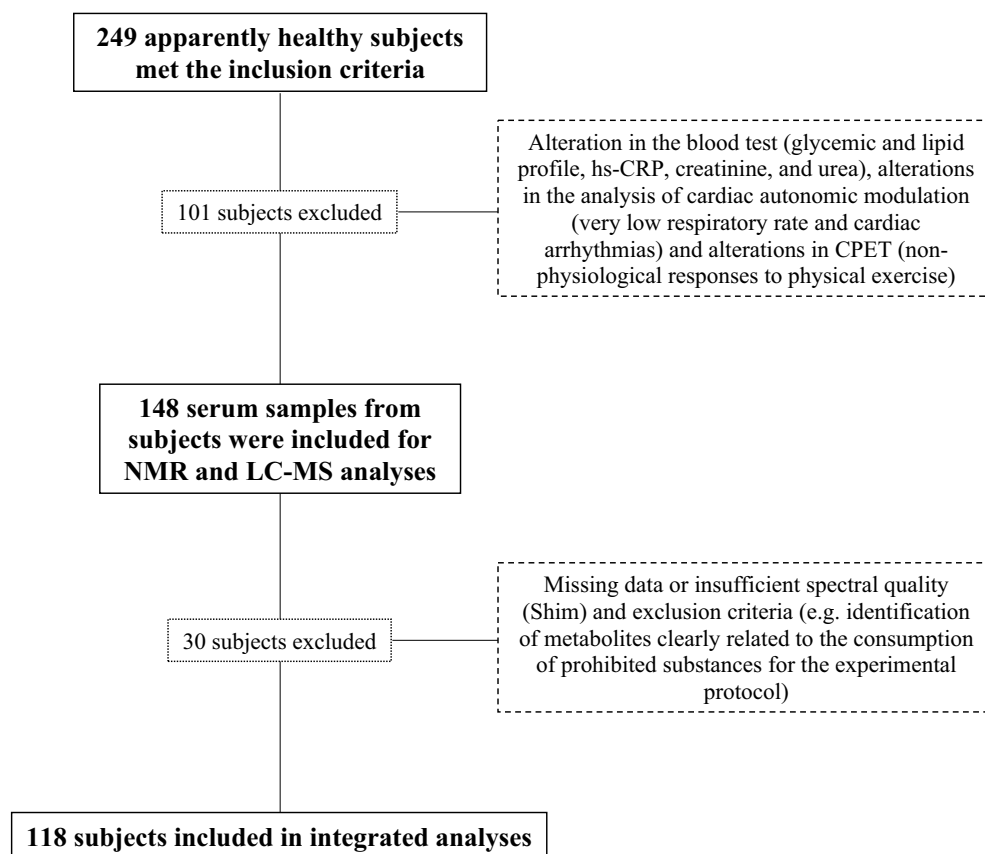 249 apparently healthy subjects
met the inclusion criteria
Alteration in the blood test (glycemic and lipid
profile, hs-CRP, creatinine, and urea), alterations
in the analysis of cardiac autonomic modulation
(very low respiratory rate and cardiac
arrhythmias) and alterations in CPET (non-
physiological responses to physical exercise)
101 subjects excluded
148 serum samples from
subjects were included for
NMR and LC-MS analyses
Missing data or insufficient spectral quality
(Shim) and exclusion criteria (e.g. identification
of metabolites clearly related to the consumption
of prohibited substances for the experimental
protocol)
30 subjects excluded
118 subjects included in integrated analyses